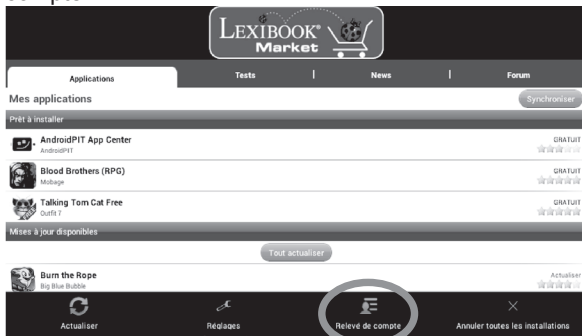 LEXIBOOK®
Market
Applications Tests | News | Forum
Mes applications Synchroniser
Prêt à installer
AndroidPIT App Center GRATUIT
AndroidPIT
Blood Brothers (RPG) GRATUIT
Mobage
Talking Tom Cat Free GRATUIT
Outfit 7
Mises à jour disponibles
Tout actualiser
Burn the Rope Actualiser
Big Blue Bubble
Actualiser Réglages Relevé de compte Annuler toutes les installations